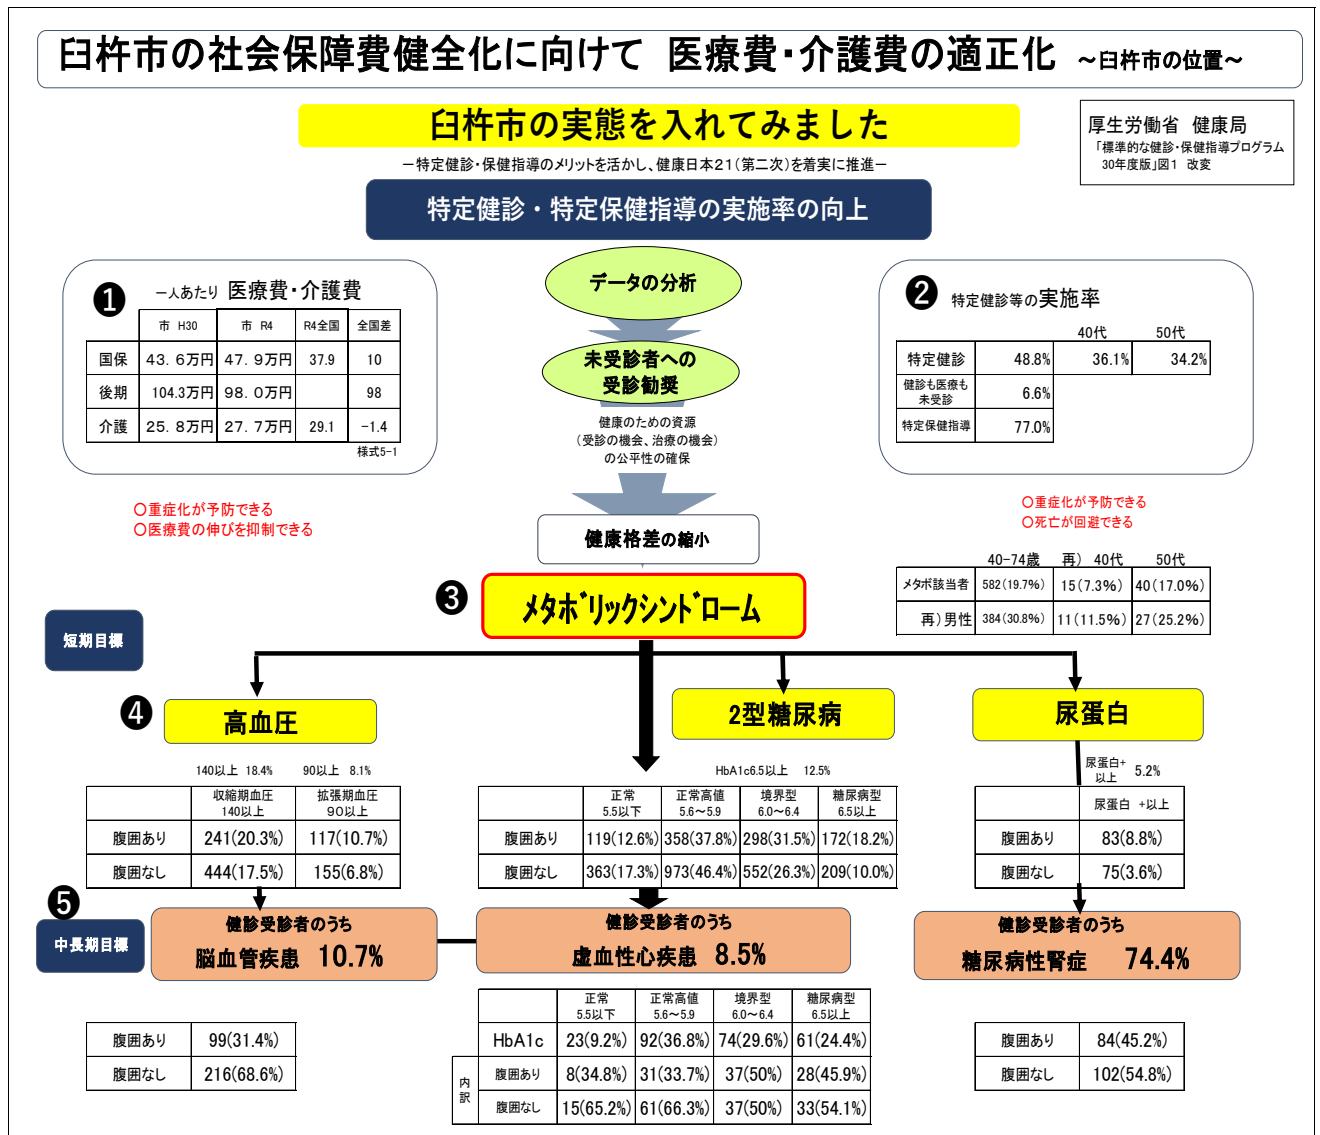 臼杵市の社会保障費健全化に向けて 医療費・介護費の適正化 ～臼杵市の位置～
臼杵市の実態を入れてみました
厚生労働省 健康局
「標準的な健診・保健指導プログラム
30年度版」図1 改変
－特定健診・保健指導のメリットを活かし、健康日本21(第二次)を着実に推進－
特定健診・特定保健指導の実施率の向上
❶ 一人あたり 医療費・介護費
市 H30 市 R4 R4全国 全国差
国保 43.6万円 47.9万円 37.9 10
後期 104.3万円 98.0万円 98
介護 25.8万円 27.7万円 29.1 -1.4
様式5-1
〇重症化が予防できる
〇医療費の伸びを抑制できる
データの分析
未受診者への
受診勧奨
健康のための資源
(受診の機会、治療の機会)
の公平性の確保
健康格差の縮小
❷ 特定健診等の実施率
40代 50代
特定健診 48.8% 36.1% 34.2%
健診も医療も
未受診 6.6%
特定保健指導 77.0%
〇重症化が予防できる
〇死亡が回避できる
❸ メタボリックシンドローム
40-74歳 再） 40代 50代
メタボ該当者 582(19.7%) 15(7.3%) 40(17.0%)
再）男性 384(30.8%) 11(11.5%) 27(25.2%)
短期目標
❹ 高血圧
140以上 18.4% 90以上 8.1%
収縮期血圧
140以上
拡張期血圧
90以上
腹囲あり 241(20.3%) 117(10.7%)
腹囲なし 444(17.5%) 155(6.8%)
2型糖尿病
HbA1c6.5以上 12.5%
正常 正常高値 境界型 糖尿病型
5.5以下 5.6～5.9 6.0～6.4 6.5以上
腹囲あり 119(12.6%) 358(37.8%) 298(31.5%) 172(18.2%)
腹囲なし 363(17.3%) 973(46.4%) 552(26.3%) 209(10.0%)
尿蛋白
尿蛋白+
以上 5.2%
尿蛋白 +以上
腹囲あり 83(8.8%)
腹囲なし 75(3.6%)
❺
中長期目標
健診受診者のうち
脳血管疾患 10.7%
健診受診者のうち
虚血性心疾患 8.5%
健診受診者のうち
糖尿病性腎症 74.4%
腹囲あり 99(31.4%)
腹囲なし 216(68.6%)
正常 正常高値 境界型 糖尿病型
5.5以下 5.6～5.9 6.0～6.4 6.5以上
HbA1c 23(9.2%) 92(36.8%) 74(29.6%) 61(24.4%)
内訳
腹囲あり 8(34.8%) 31(33.7%) 37(50%) 28(45.9%)
腹囲なし 15(65.2%) 61(66.3%) 37(50%) 33(54.1%)
腹囲あり 84(45.2%)
腹囲なし 102(54.8%)